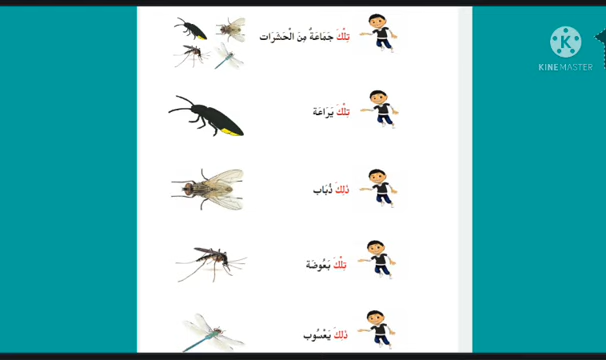 تِلْكَ جَمَاعَةٌ مِنَ الْحَشَرَات
تِلْكَ يَرَاعَة
ذٰلِكَ ذُبَاب
تِلْكَ بَعُوضَة
ذٰلِكَ يَعْسُوب
K
KINEMASTER